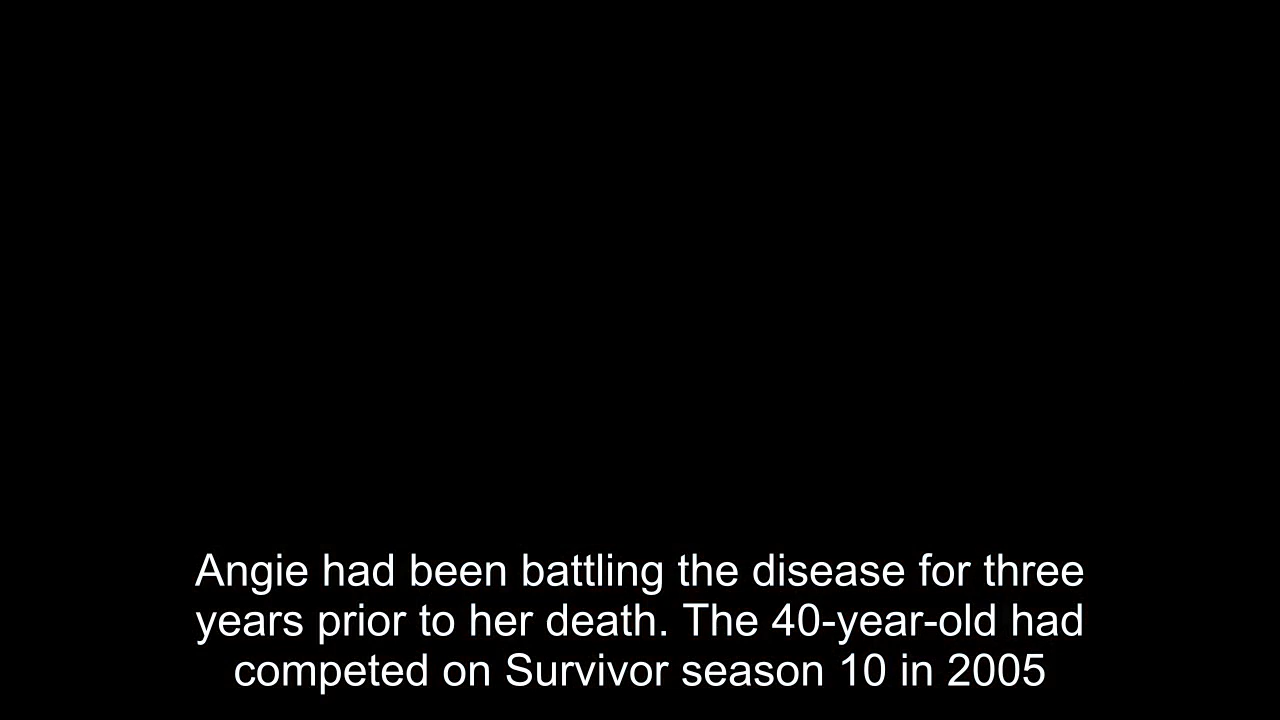 Angie had been battling the disease for three
years prior to her death. The 40-year-old had
competed on Survivor season 10 in 2005